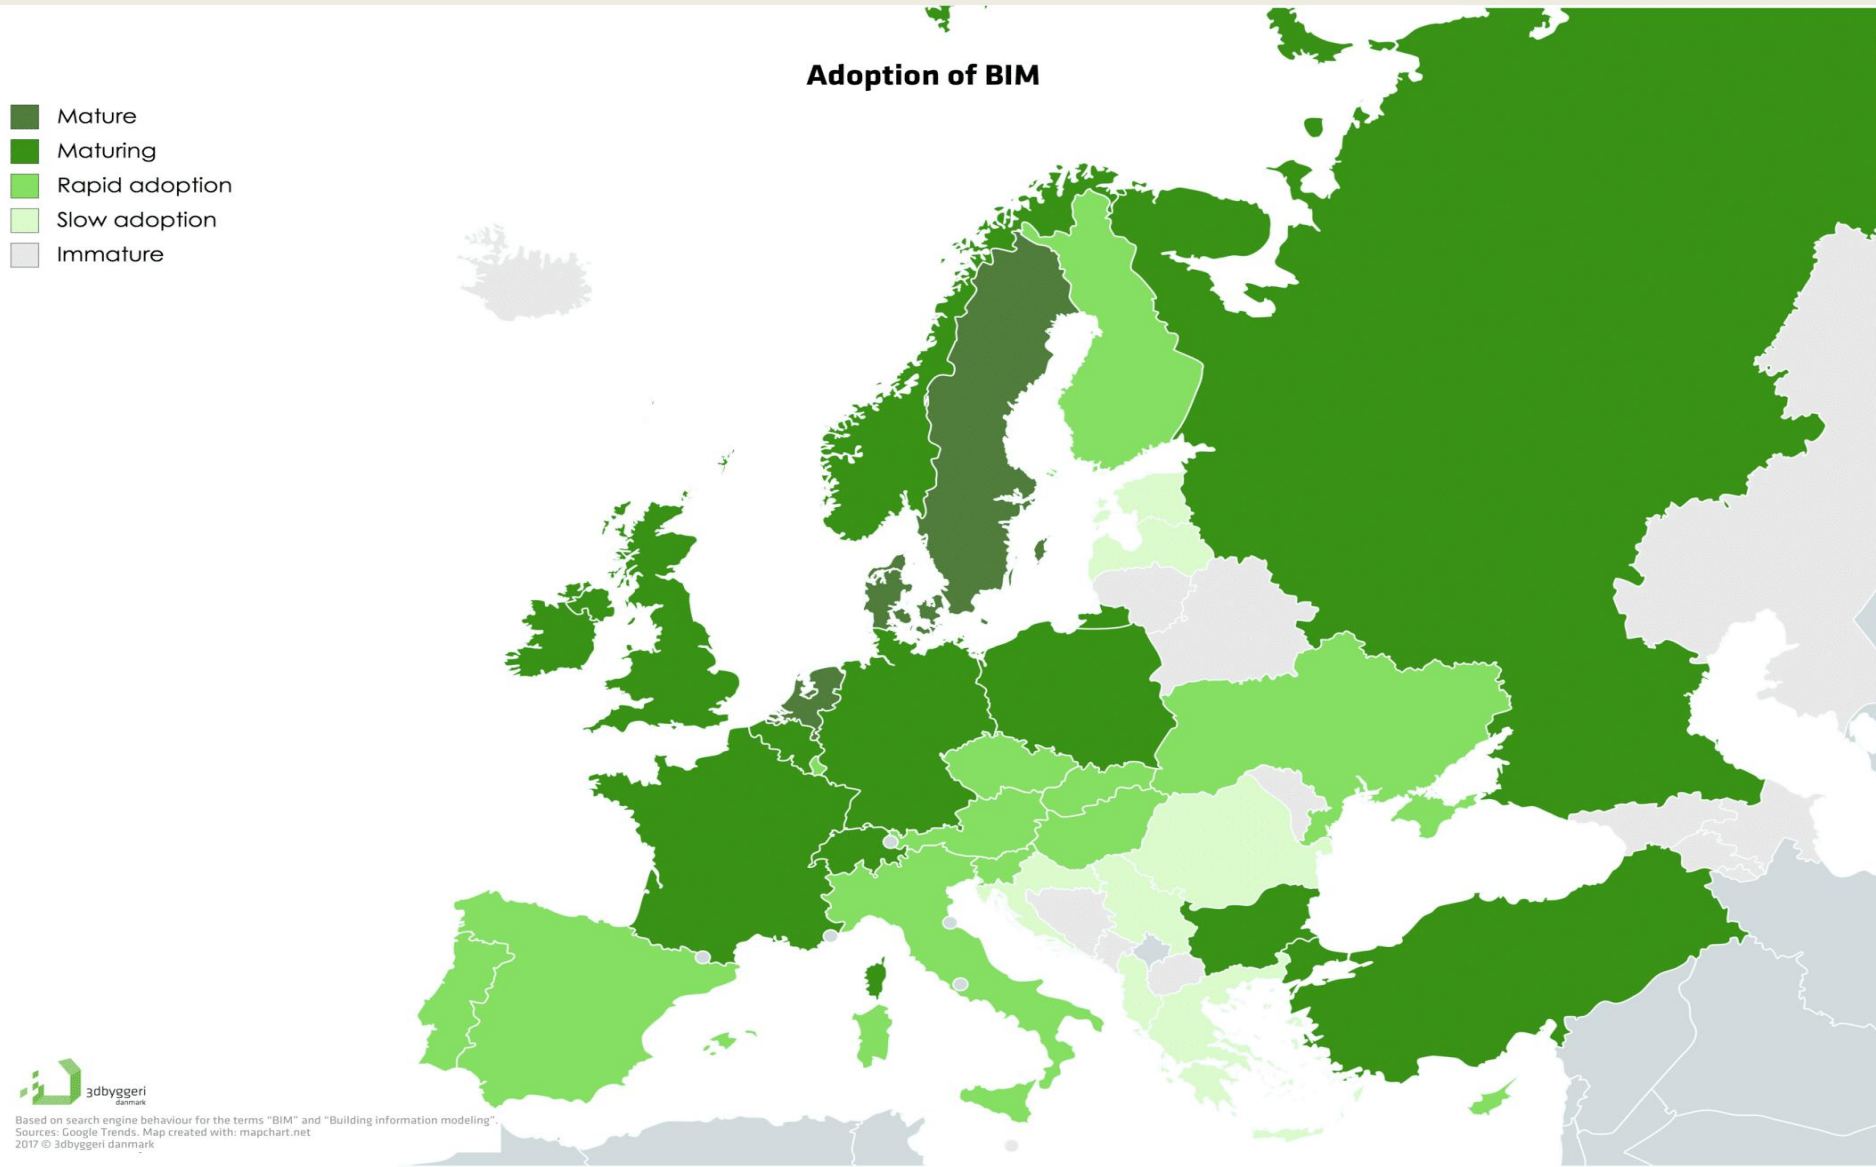 Adoption of BIM
Mature
Maturing
Rapid adoption
Slow adoption
Immature
3dbyggeri
danmark
Based on search engine behaviour for the terms "BIM" and "Building information modeling".
Sources: Google Trends. Map created with: mapchart.net
2017 © 3dbyggeri danmark